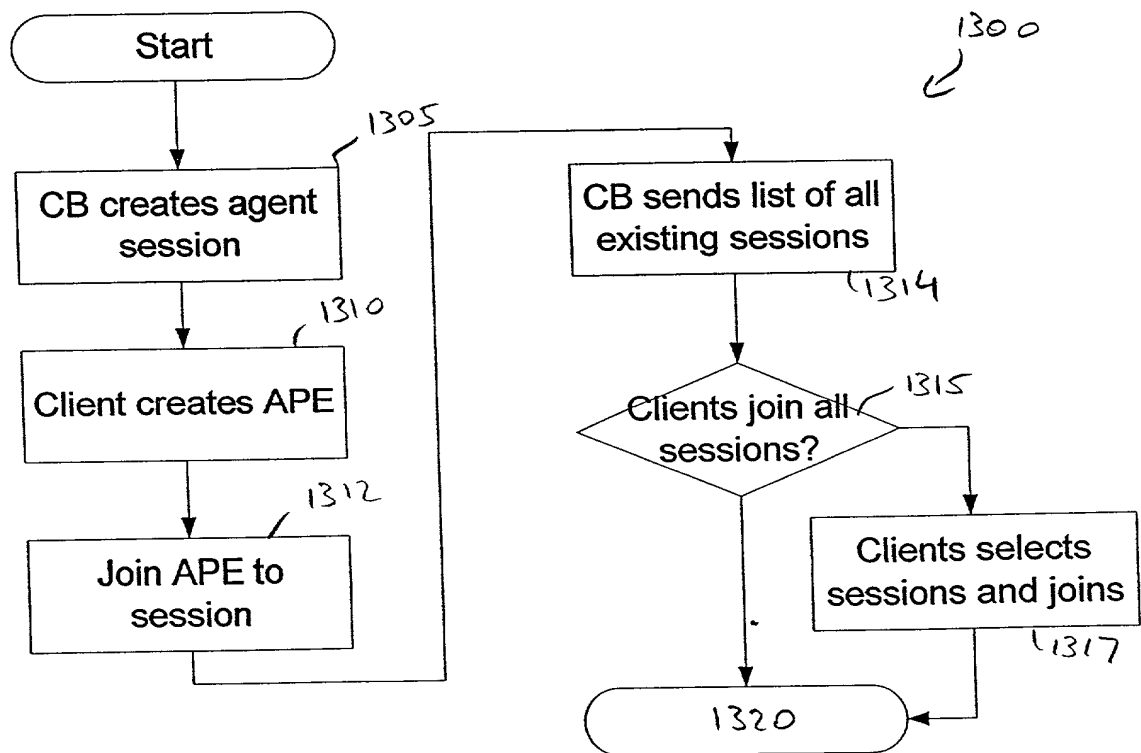 Start
1300
1305
CB creates agent
session
1310
Client creates APE
1312
Join APE to
session
CB sends list of all
existing sessions
1314
Clients join all
sessions?
1315
Clients selects
sessions and joins
1317
1320